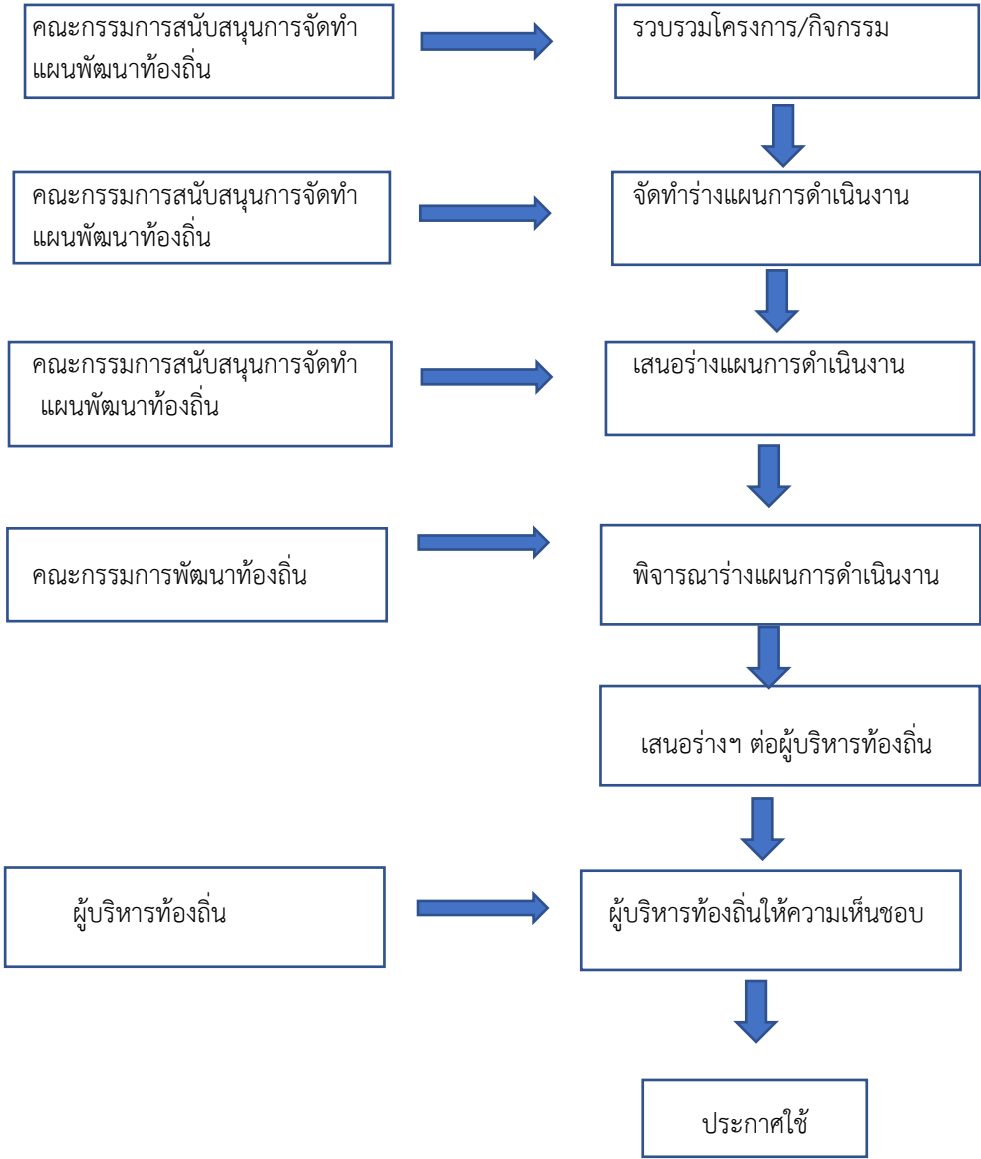 คณะกรรมการสนับสนุนการจัดทำ
แผนพัฒนาท้องถิ่น
รวบรวมโครงการ/กิจกรรม
คณะกรรมการสนับสนุนการจัดทำ
แผนพัฒนาท้องถิ่น
จัดทำร่างแผนการดำเนินงาน
คณะกรรมการสนับสนุนการจัดทำ
แผนพัฒนาท้องถิ่น
เสนอร่างแผนการดำเนินงาน
คณะกรรมการพัฒนาท้องถิ่น
พิจารณาร่างแผนการดำเนินงาน
เสนอร่างฯ ต่อผู้บริหารท้องถิ่น
ผู้บริหารท้องถิ่น
ผู้บริหารท้องถิ่นให้ความเห็นชอบ
ประกาศใช้